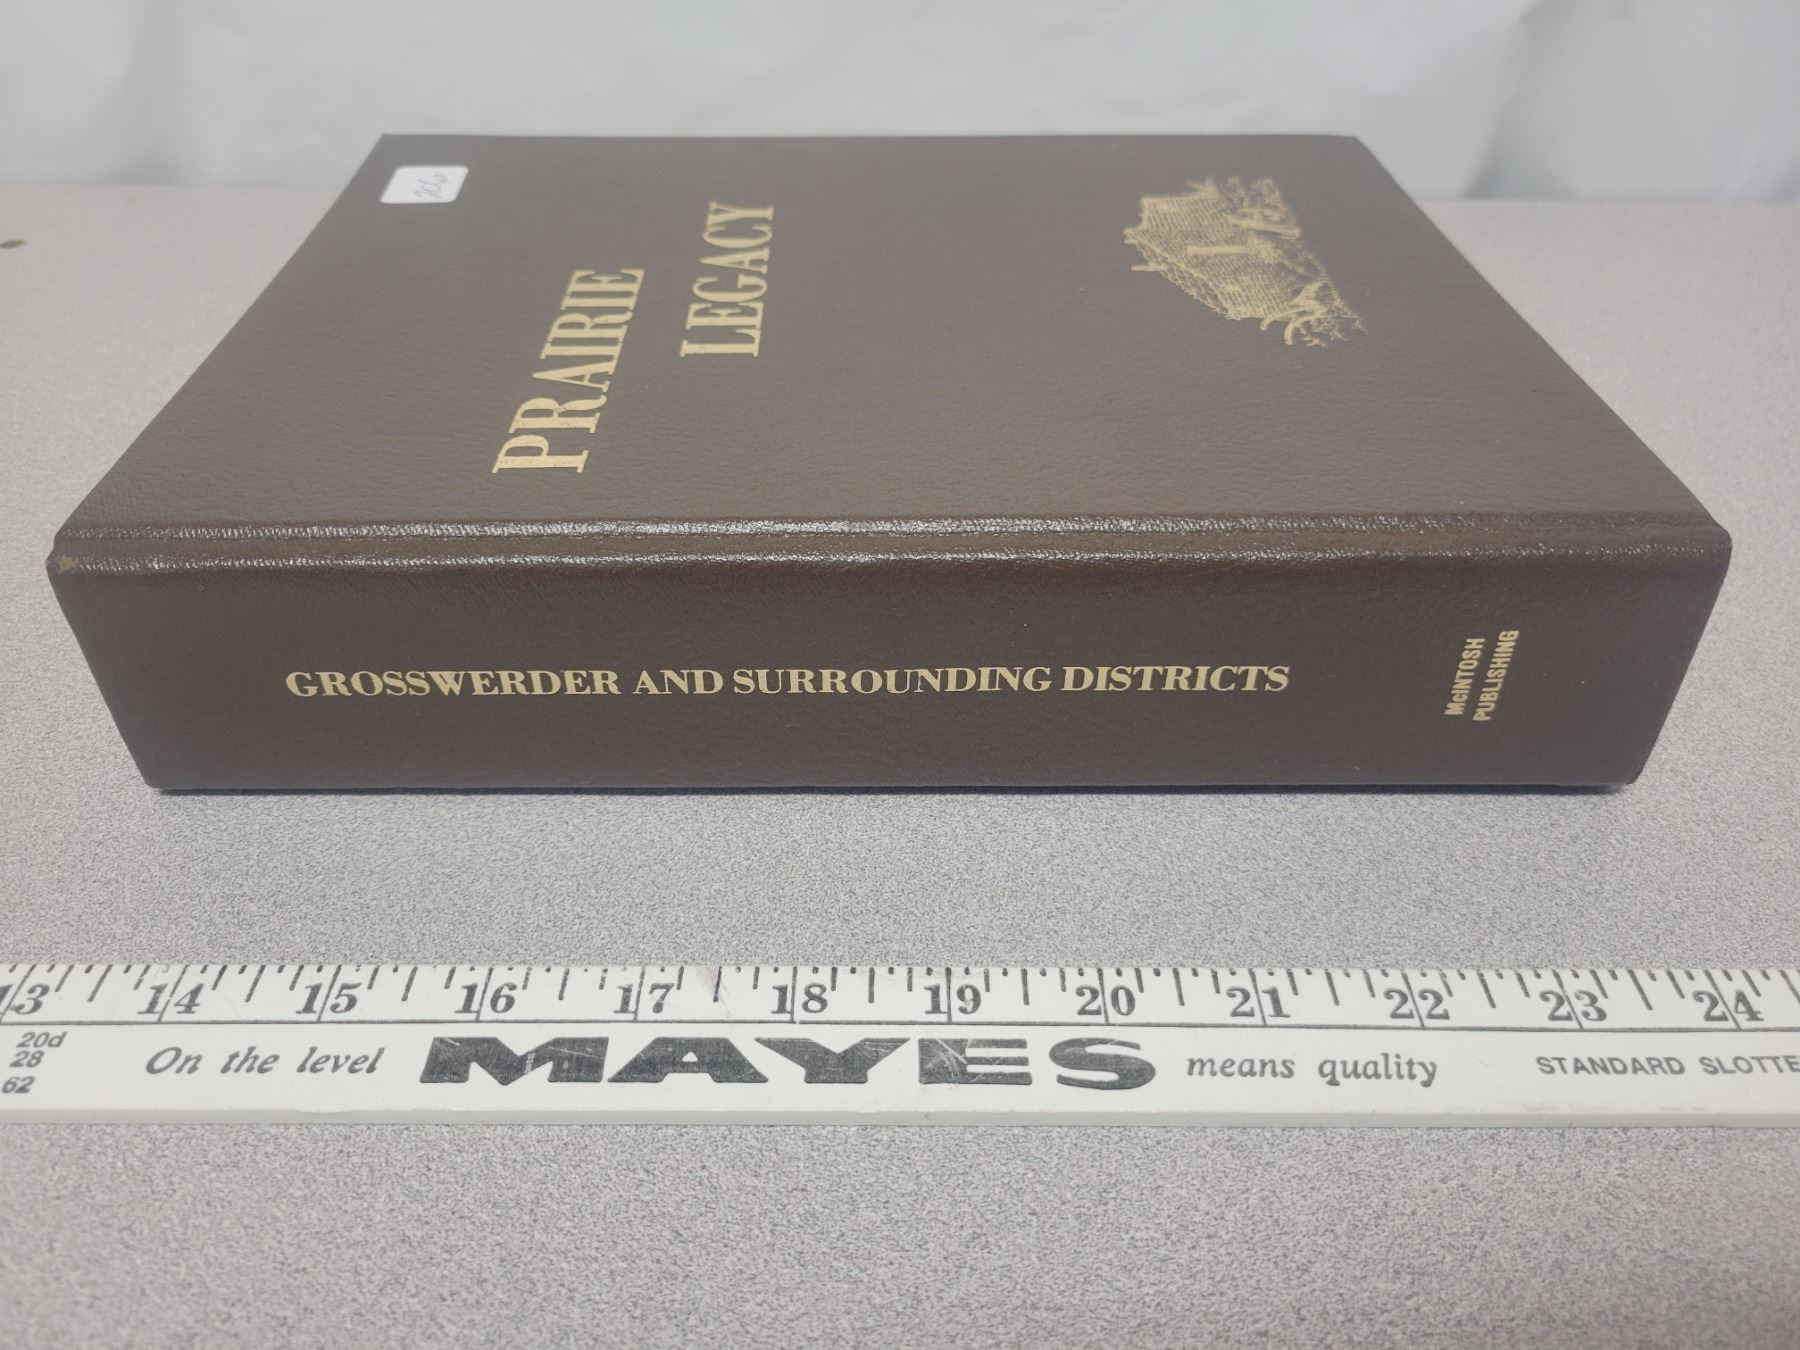 PRAIRIE
LEGACY
GROSSWERDER AND SURROUNDING DISTRICTS
McINTOSH
PUBLISHING
13 14 15 16 17 18 19 20 21 22 23 24
20d
28
62
On the level MAYES means quality STANDARD SLOTTE